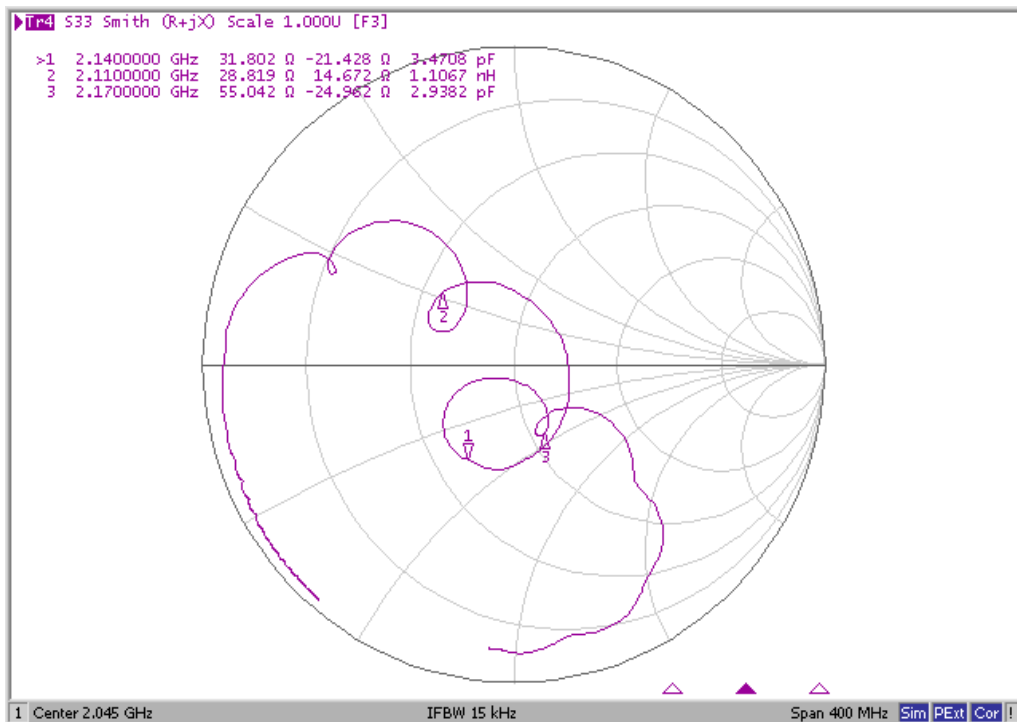 Tr4 S33 Smith (R+jX) Scale 1.000U [F3]
>1 2.1400000 GHz 31.802 Ω -21.428 Ω 3.4708 pF
2 2.1100000 GHz 28.819 Ω 14.672 Ω 1.1067 nH
3 2.1700000 GHz 55.042 Ω -24.962 Ω 2.9382 pF
2
1
3
1 Center 2.045 GHz IFBW 15 kHz Span 400 MHz Sim PExt Cor !